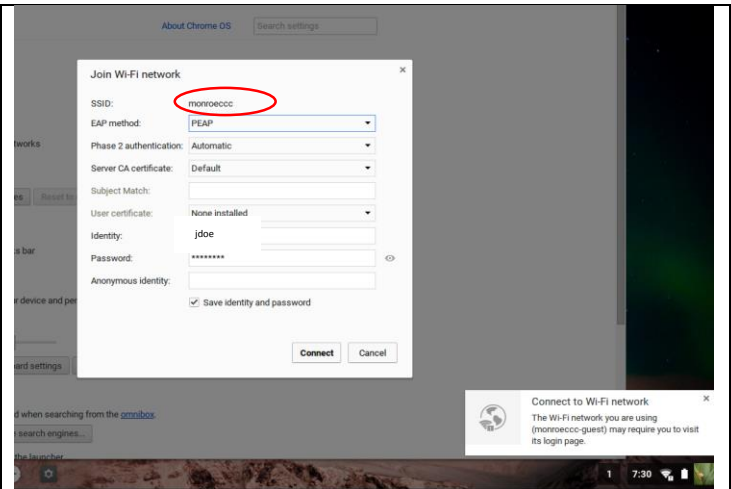 About Chrome OS
Search settings
Join Wi-Fi network
×
SSID: monroeccc
EAP method: PEAP
tworks
Phase 2 authentication: Automatic
Server CA certificate: Default
Subject Match:
es Reset to
User certificate: None installed
Identity: jdoe
s bar
Password: ********
Anonymous identity:
r device and per
Save identity and password
Connect Cancel
ard settings
Connect to Wi-Fi network ×
The Wi-Fi network you are using
(monroeccc-guest) may require you to visit
its login page.
d when searching from the omnibox.
search engines...
the launcher
1 7:30